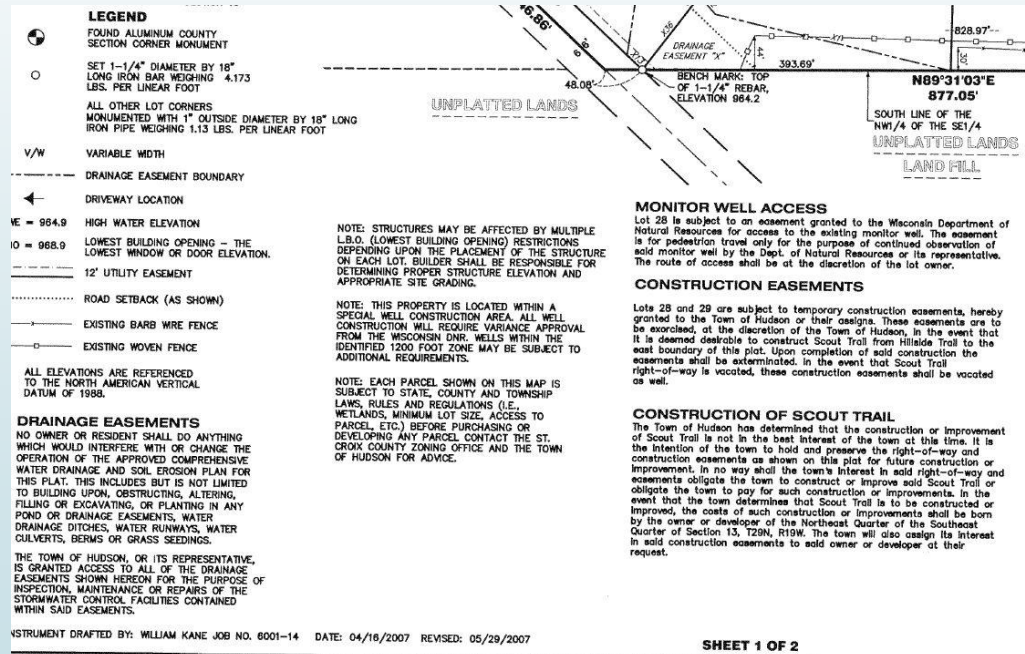 LEGEND
FOUND ALUMINUM COUNTY
SECTION CORNER MONUMENT
SET 1-1/4" DIAMETER BY 18"
LONG IRON BAR WEIGHING 4.173
LBS. PER LINEAR FOOT
ALL OTHER LOT CORNERS
MONUMENTED WITH 1" OUTSIDE DIAMETER BY 18" LONG
IRON PIPE WEIGHING 1.13 LBS. PER LINEAR FOOT
V/W VARIABLE WIDTH
DRAINAGE EASEMENT BOUNDARY
DRIVEWAY LOCATION
= 964.9 HIGH WATER ELEVATION
= 968.9 LOWEST BUILDING OPENING - THE
LOWEST WINDOW OR DOOR ELEVATION.
12' UTILITY EASEMENT
ROAD SETBACK (AS SHOWN)
EXISTING BARB WIRE FENCE
EXISTING WOVEN FENCE
ALL ELEVATIONS ARE REFERENCED
TO THE NORTH AMERICAN VERTICAL
DATUM OF 1988.
DRAINAGE EASEMENTS
NO OWNER OR RESIDENT SHALL DO ANYTHING
WHICH WOULD INTERFERE WITH OR CHANGE THE
OPERATION OF THE APPROVED COMPREHENSIVE
WATER DRAINAGE AND SOIL EROSION PLAN FOR
THIS PLAT. THIS INCLUDES BUT IS NOT LIMITED
TO BUILDING UPON, OBSTRUCTING, ALTERING,
FILLING OR EXCAVATING, OR PLANTING IN ANY
POND OR DRAINAGE EASEMENTS, WATER
DRAINAGE DITCHES, WATER RUNWAYS, WATER
CULVERTS, BERMS OR GRASS SEEDINGS.
THE TOWN OF HUDSON, OR ITS REPRESENTATIVE,
IS GRANTED ACCESS TO ALL OF THE DRAINAGE
EASEMENTS SHOWN HEREON FOR THE PURPOSE OF
INSPECTION, MAINTENANCE OR REPAIRS OF THE
STORMWATER CONTROL FACILITIES CONTAINED
WITHIN SAID EASEMENTS.
NSTRUMENT DRAFTED BY: WILLIAM KANE JOB NO. 6001-14 DATE: 04/16/2007 REVISED: 05/29/2007
46.86'
48.08'
UNPLATTED LANDS
DRAINAGE
EASEMENT "X"
BENCH MARK: TOP
OF 1-1/4" REBAR,
ELEVATION 964.2
393.69'
828.97'
30'
N89°31'03"E
877.05'
SOUTH LINE OF THE
NW1/4 OF THE SE1/4
UNPLATTED LANDS
LAND FILL
NOTE: STRUCTURES MAY BE AFFECTED BY MULTIPLE
L.B.O. (LOWEST BUILDING OPENING) RESTRICTIONS
DEPENDING UPON THE PLACEMENT OF THE STRUCTURE
ON EACH LOT. BUILDER SHALL BE RESPONSIBLE FOR
DETERMINING PROPER STRUCTURE ELEVATION AND
APPROPRIATE SITE GRADING.
NOTE: THIS PROPERTY IS LOCATED WITHIN A
SPECIAL WELL CONSTRUCTION AREA. ALL WELL
CONSTRUCTION WILL REQUIRE VARIANCE APPROVAL
FROM THE WISCONSIN DNR. WELLS WITHIN THE
IDENTIFIED 1200 FOOT ZONE MAY BE SUBJECT TO
ADDITIONAL REQUIREMENTS.
NOTE: EACH PARCEL SHOWN ON THIS MAP IS
SUBJECT TO STATE, COUNTY AND TOWNSHIP
LAWS, RULES AND REGULATIONS (I.E.,
WETLANDS, MINIMUM LOT SIZE, ACCESS TO
PARCEL, ETC.) BEFORE PURCHASING OR
DEVELOPING ANY PARCEL CONTACT THE ST.
CROIX COUNTY ZONING OFFICE AND THE TOWN
OF HUDSON FOR ADVICE.
MONITOR WELL ACCESS
Lot 28 is subject to an easement granted to the Wisconsin Department of
Natural Resources for access to the existing monitor well. The easement
is for pedestrian travel only for the purpose of continued observation of
said monitor well by the Dept. of Natural Resources or its representative.
The route of access shall be at the discretion of the lot owner.
CONSTRUCTION EASEMENTS
Lots 28 and 29 are subject to temporary construction easements, hereby
granted to the Town of Hudson or their assigns. These easements are to
be exorcised, at the discretion of the Town of Hudson, in the event that
it is deemed desirable to construct Scout Trail from Hillside Trail to the
east boundary of this plat. Upon completion of said construction the
easements shall be exterminated. In the event that Scout Trail
right-of-way is vacated, these construction easements shall be vacated
as well.
CONSTRUCTION OF SCOUT TRAIL
The Town of Hudson has determined that the construction or improvement
of Scout Trail is not in the best interest of the town at this time. It is
the intention of the town to hold and preserve the right-of-way and
construction easements as shown on this plat for future construction or
improvement. In no way shall the town's interest in said right-of-way and
easements obligate the town to construct or improve said Scout Trail or
obligate the town to pay for such construction or improvements. In the
event that the town determines that Scout Trail is to be constructed or
improved, the costs of such construction or improvements shall be born
by the owner or developer of the Northeast Quarter of the Southeast
Quarter of Section 13, T29N, R19W. The town will also assign its interest
in said construction easements to said owner or developer at their
request.
SHEET 1 OF 2